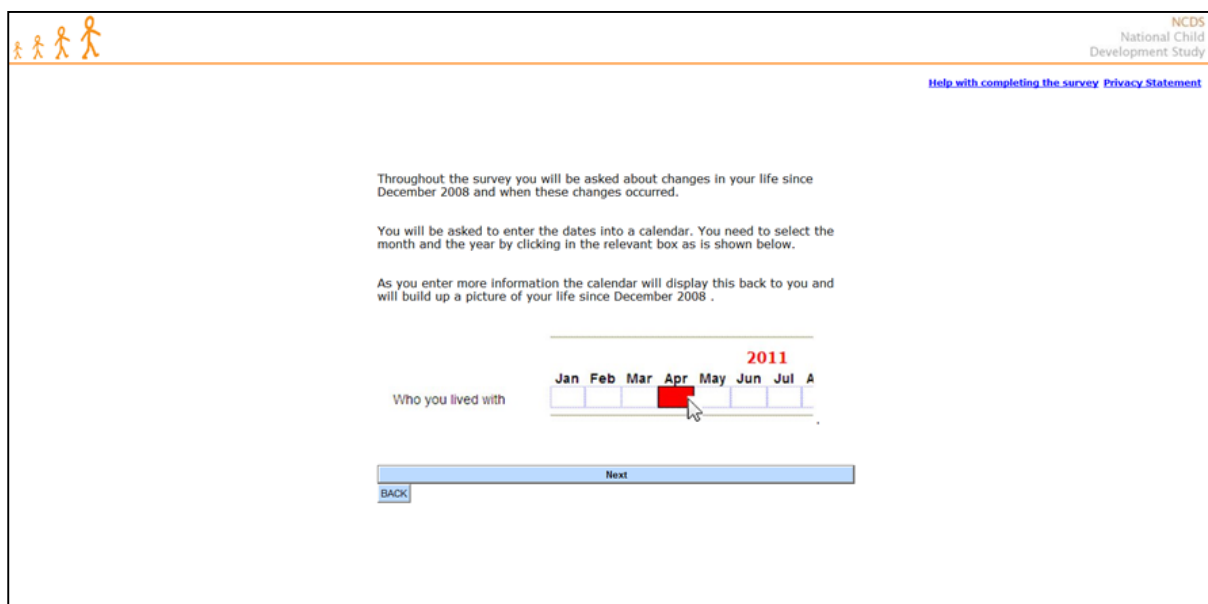 NCDS
National Child
Development Study
Help with completing the survey Privacy Statement
Throughout the survey you will be asked about changes in your life since
December 2008 and when these changes occurred.
You will be asked to enter the dates into a calendar. You need to select the
month and the year by clicking in the relevant box as is shown below.
As you enter more information the calendar will display this back to you and
will build up a picture of your life since December 2008 .
2011
Jan Feb Mar Apr May Jun Jul A
Who you lived with
.
Next
BACK